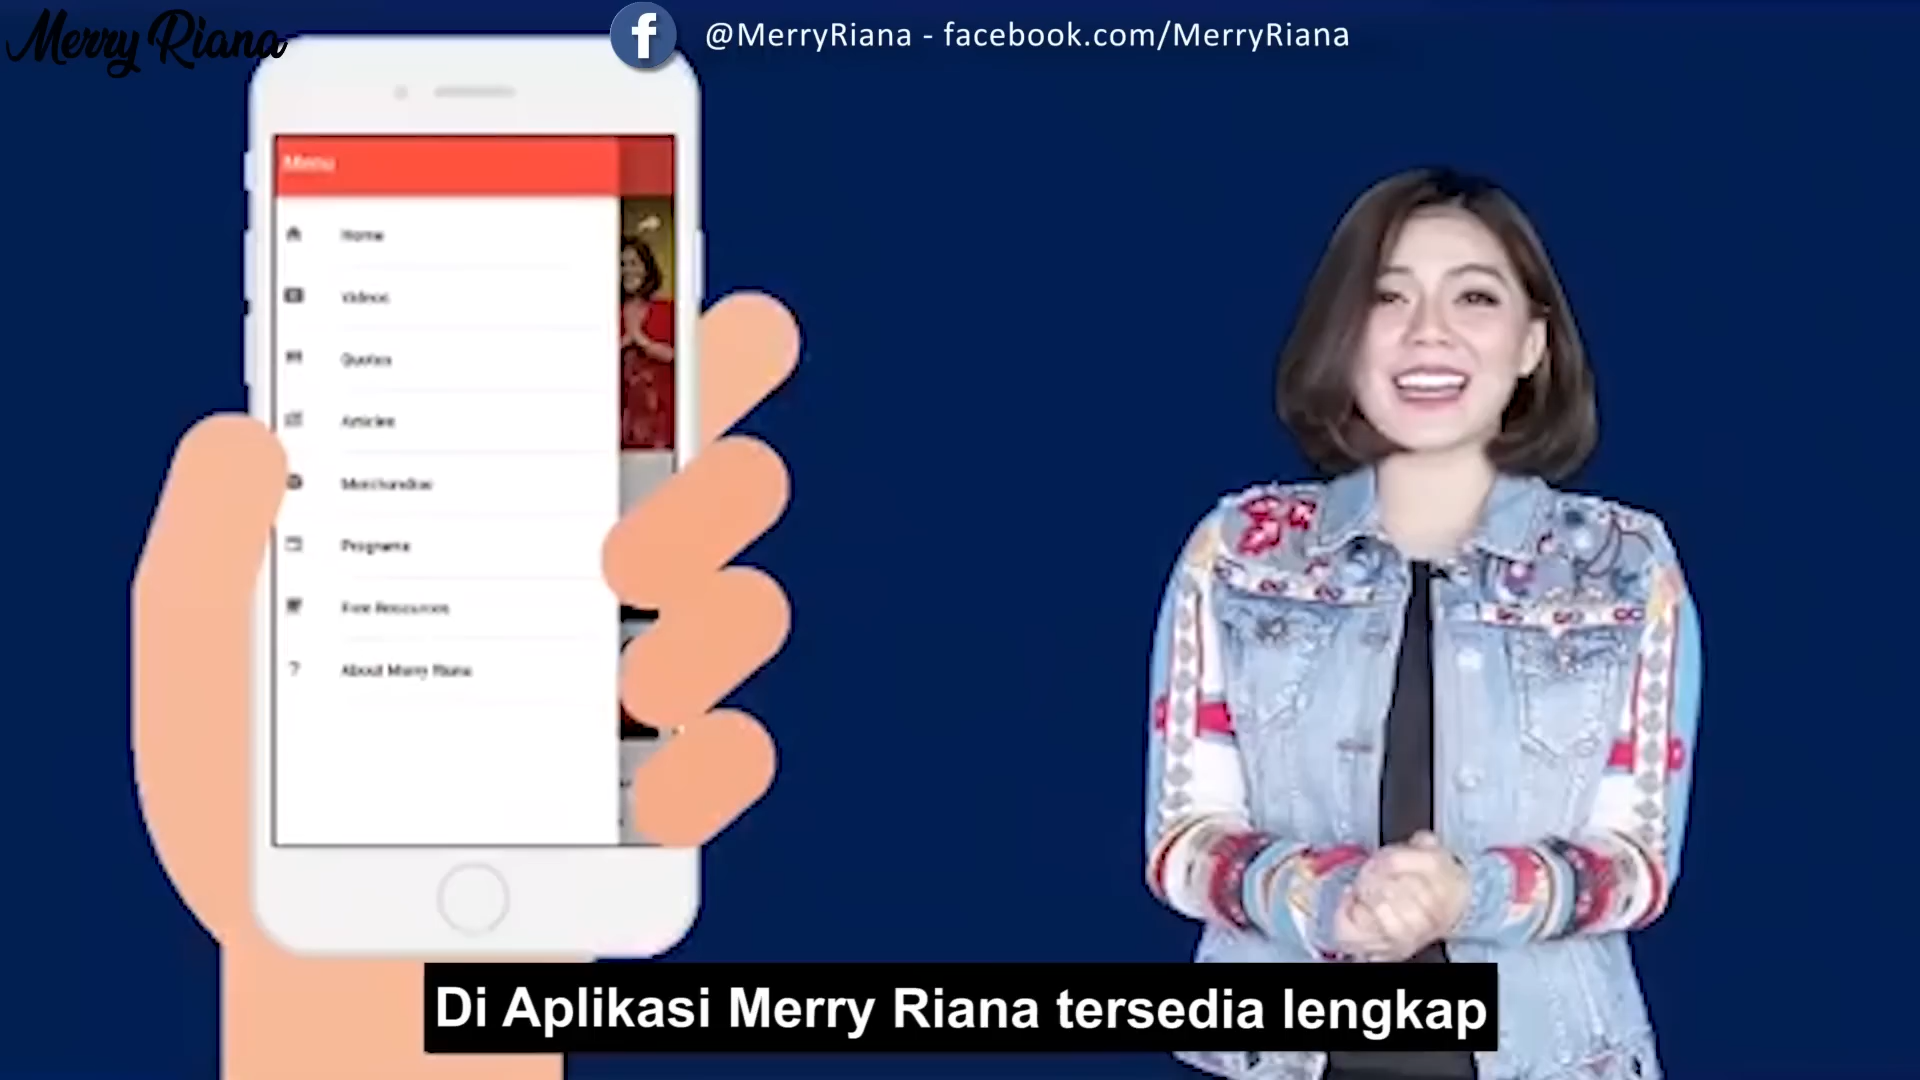 Merry Riana
@MerryRiana - facebook.com/MerryRiana
Menu
Home
Videos
Quotes
Articles
Merchandise
Programs
Free Resources
About Merry Riana
Di Aplikasi Merry Riana tersedia lengkap